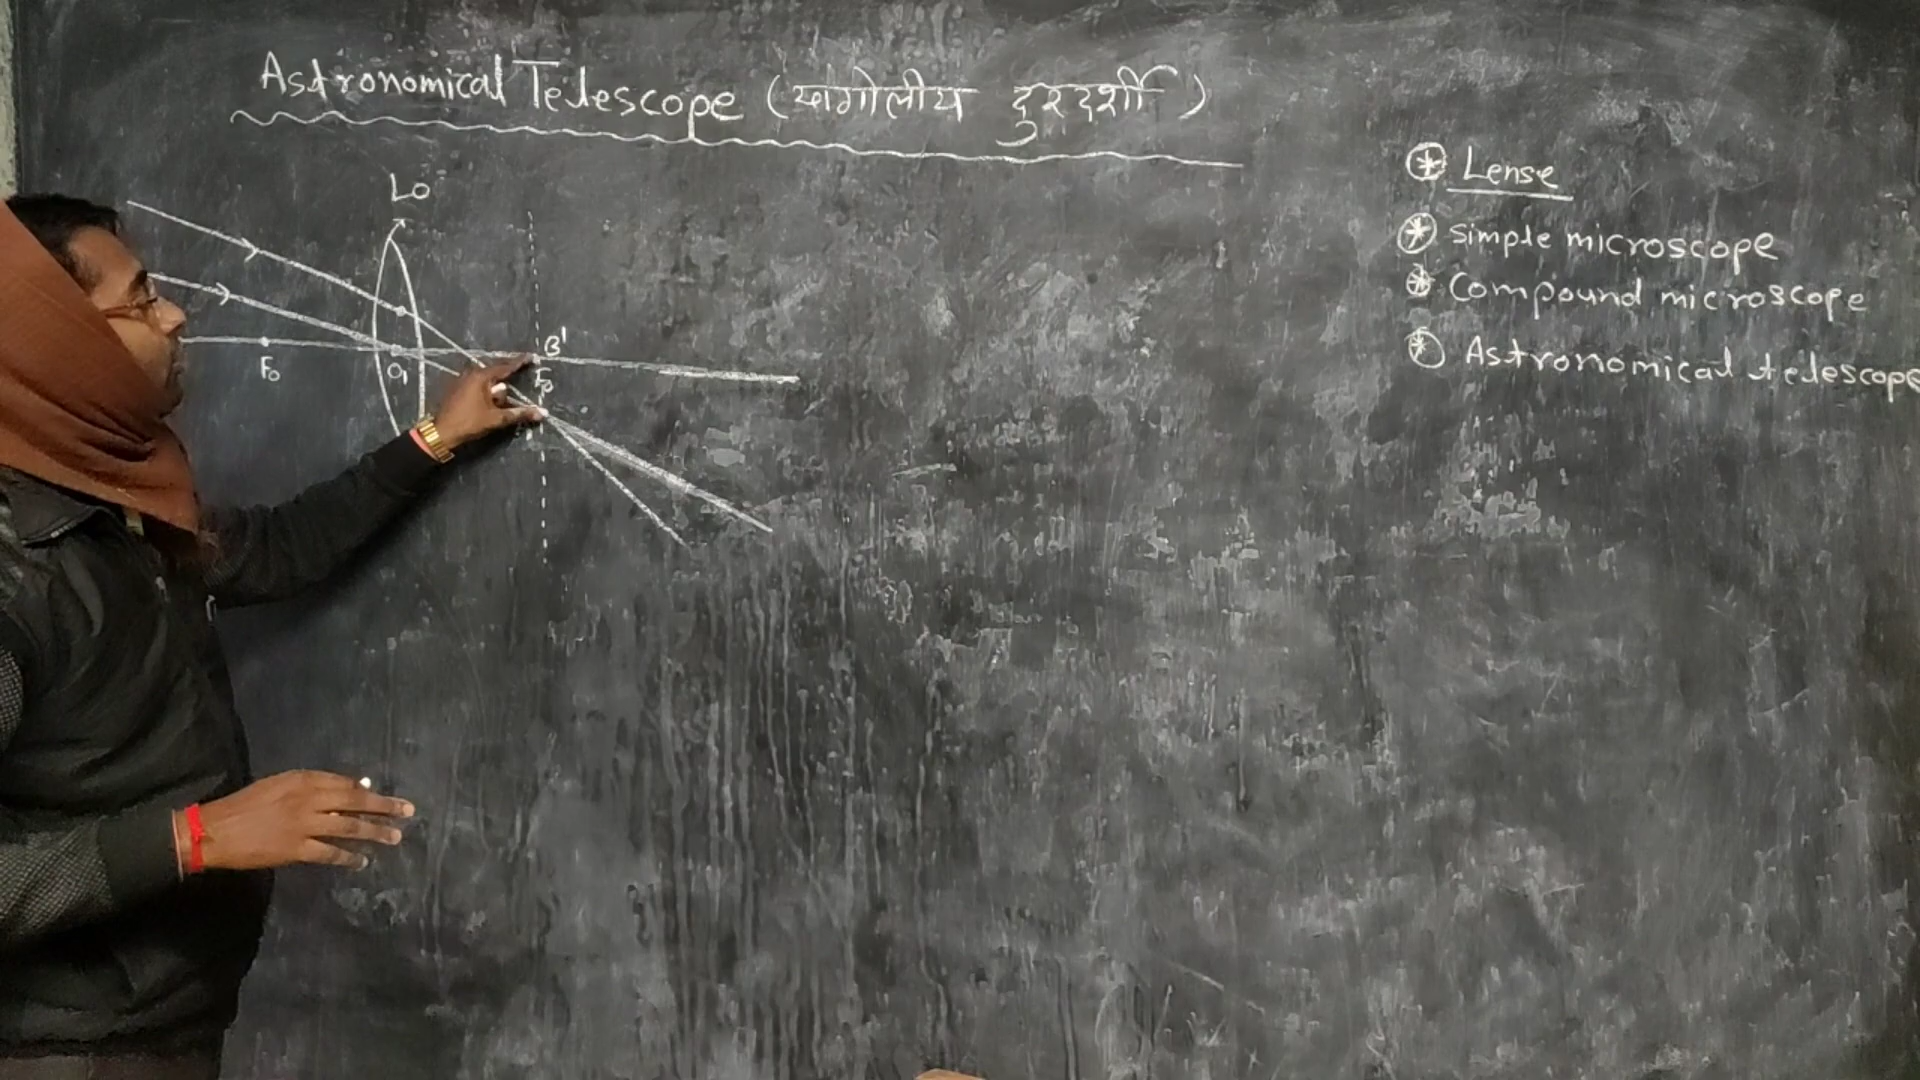 Astronomical Telescope (खगोलीय दुरदर्शी)
Lo
B'
Fo
O1
Fo
Lense
Simple microscope
Compound microscope
Astronomical telescope